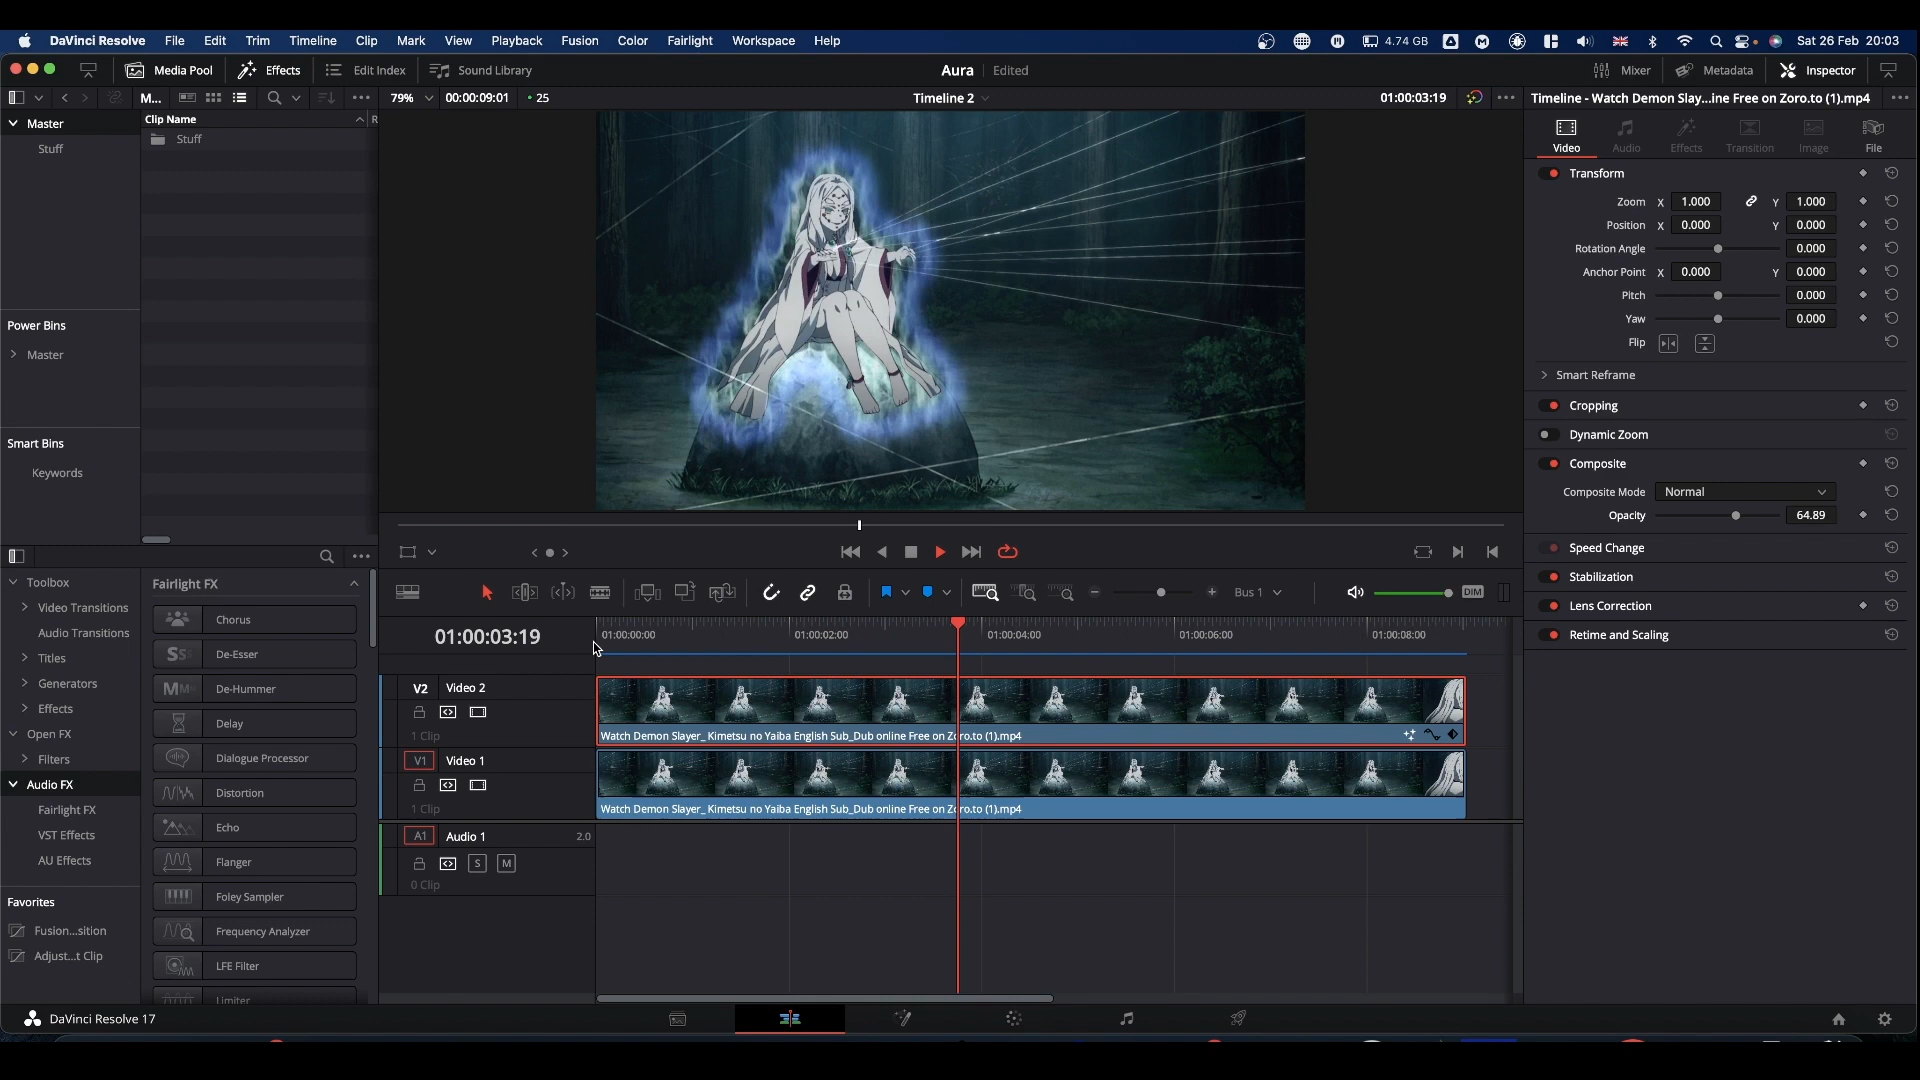 DaVinci Resolve File Edit Trim Timeline Clip Mark View Playback Fusion Color Fairlight Workspace Help 4.74 GB Sat 26 Feb 20:03
Media Pool Effects Edit Index Sound Library Aura Edited Mixer Metadata Inspector
M... 79% 00:00:09:01 25 Timeline 2 01:00:03:19 Timeline - Watch Demon Slay...ine Free on Zoro.to (1).mp4
Master Clip Name R
Stuff Stuff
Power Bins
Master
Smart Bins
Keywords
Video Audio Effects Transition Image File
Transform
Zoom X 1.000 Y 1.000
Position X 0.000 Y 0.000
Rotation Angle 0.000
Anchor Point X 0.000 Y 0.000
Pitch 0.000
Yaw 0.000
Flip
Smart Reframe
Cropping
Dynamic Zoom
Composite
Composite Mode Normal
Opacity 64.89
Speed Change
Stabilization
Lens Correction
Retime and Scaling
Toolbox
Video Transitions
Audio Transitions
Titles
Generators
Effects
Open FX
Filters
Audio FX
Fairlight FX
VST Effects
AU Effects
Favorites
Fusion...sition
Adjust...t Clip
Fairlight FX
Chorus
SS De-Esser
MM De-Hummer
Delay
Dialogue Processor
Distortion
Echo
Flanger
Foley Sampler
Frequency Analyzer
LFE Filter
Limiter
Bus 1 DIM
01:00:03:19 01:00:00:00 01:00:02:00 01:00:04:00 01:00:06:00 01:00:08:00
V2 Video 2
1 Clip
Watch Demon Slayer_ Kimetsu no Yaiba English Sub_Dub online Free on Zoro.to (1).mp4
V1 Video 1
1 Clip
Watch Demon Slayer_ Kimetsu no Yaiba English Sub_Dub online Free on Zoro.to (1).mp4
A1 Audio 1 2.0
S M
0 Clip
DaVinci Resolve 17